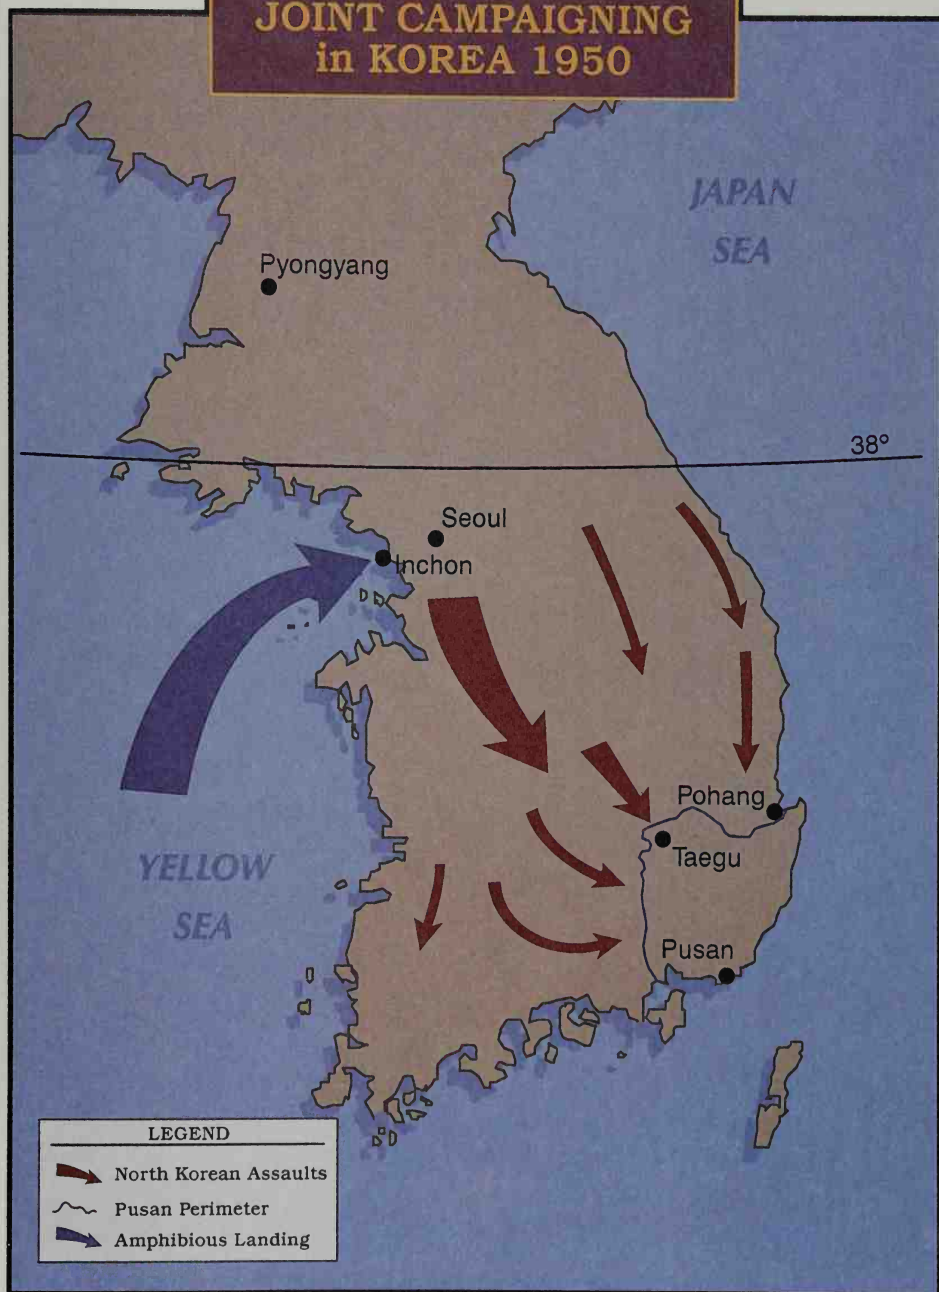 JOINT CAMPAIGNING
in KOREA 1950
JAPAN
SEA
Pyongyang
38°
Seoul
Inchon
Pohang
Taegu
YELLOW
SEA
Pusan
LEGEND
North Korean Assaults
Pusan Perimeter
Amphibious Landing